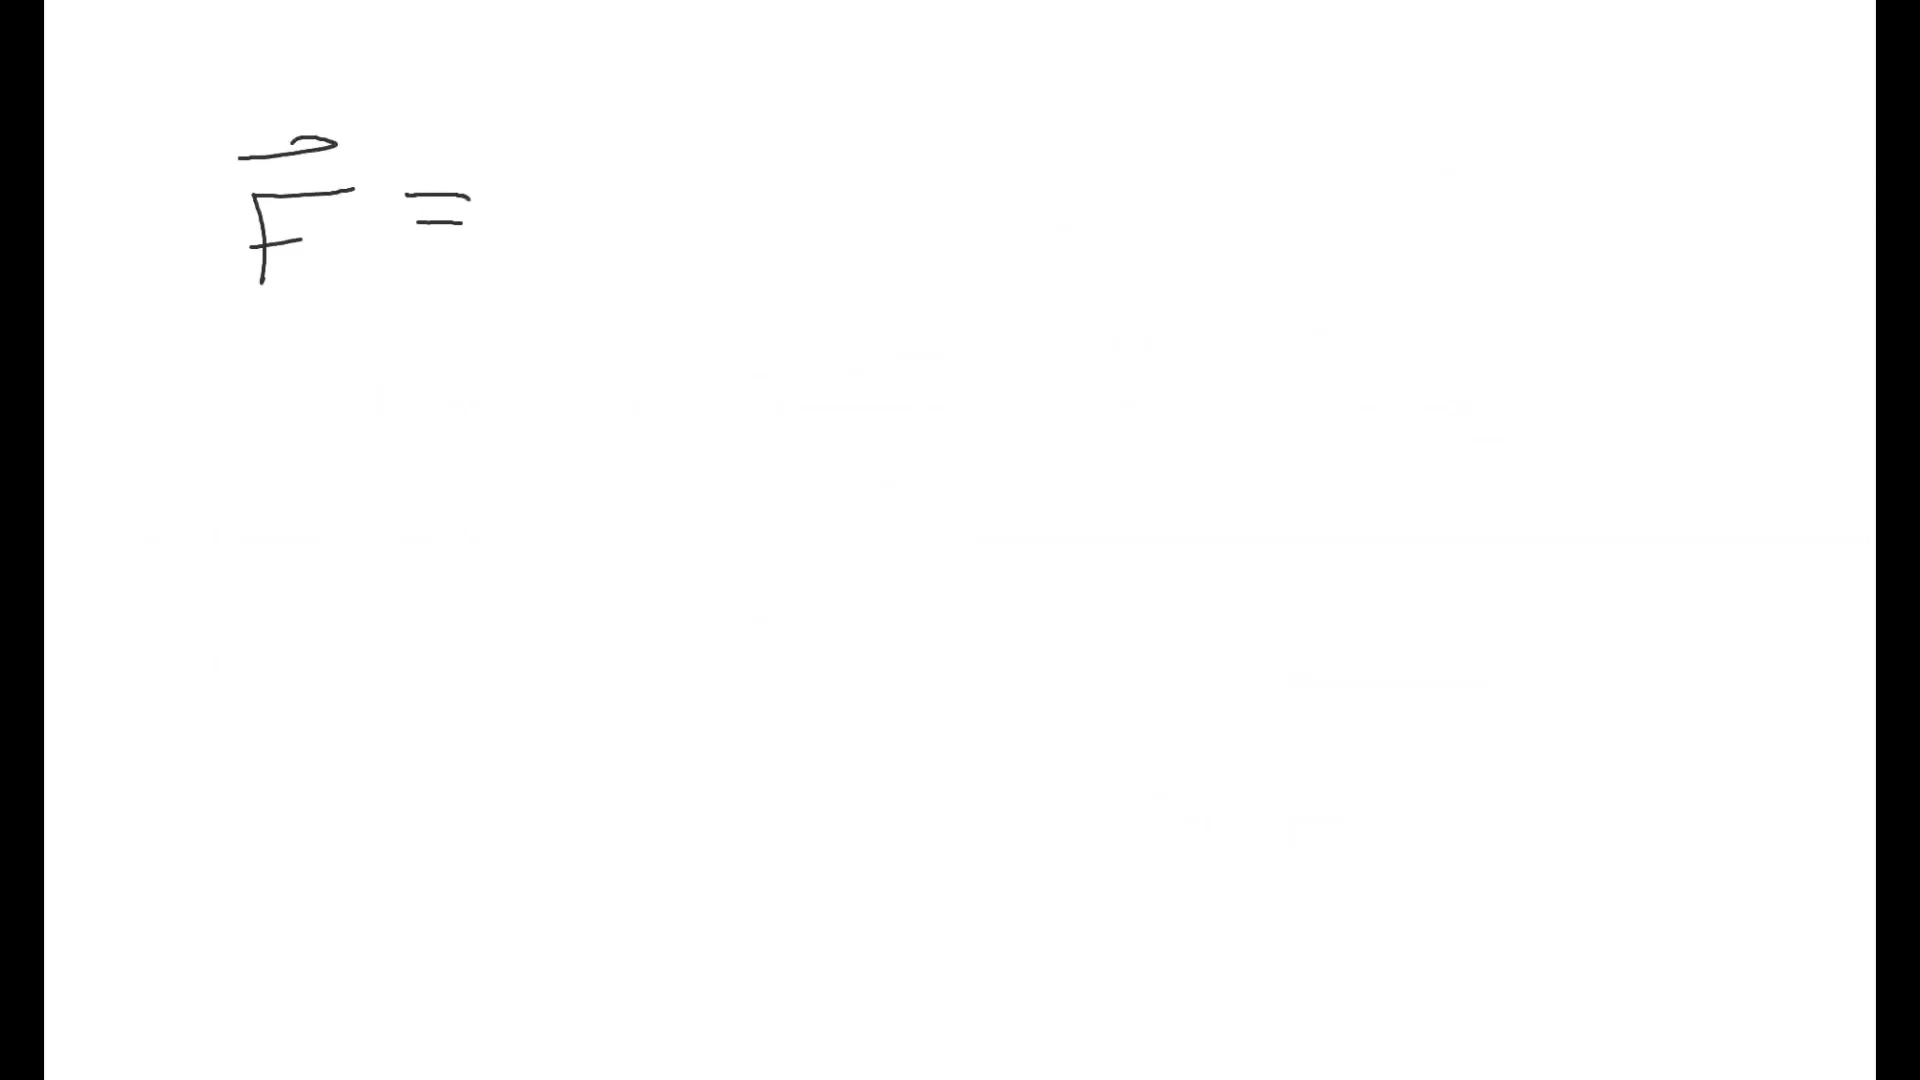 F⃗ =